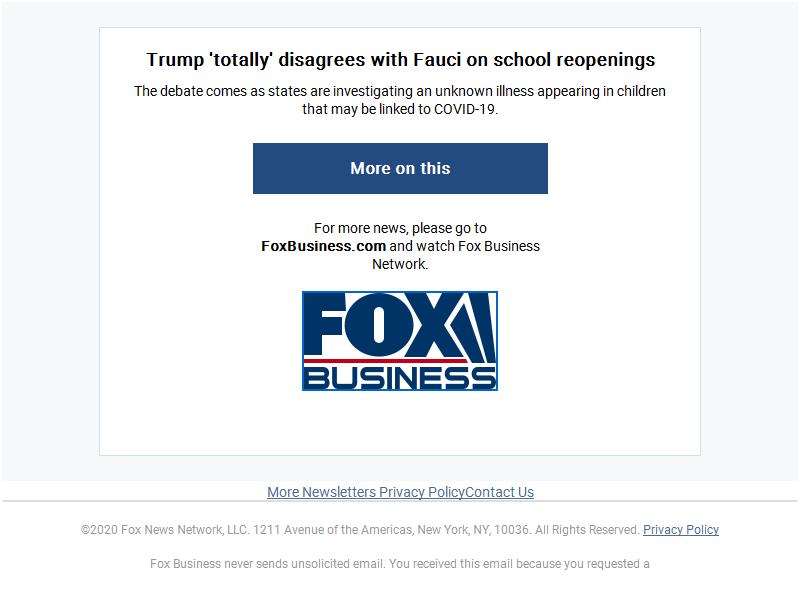 Trump 'totally' disagrees with Fauci on school reopenings
The debate comes as states are investigating an unknown illness appearing in children
that may be linked to COVID-19.
More on this
For more news, please go to
FoxBusiness.com and watch Fox Business
Network.
FOX
BUSINESS
More Newsletters Privacy PolicyContact Us
©2020 Fox News Network, LLC. 1211 Avenue of the Americas, New York, NY, 10036. All Rights Reserved. Privacy Policy
Fox Business never sends unsolicited email. You received this email because you requested a